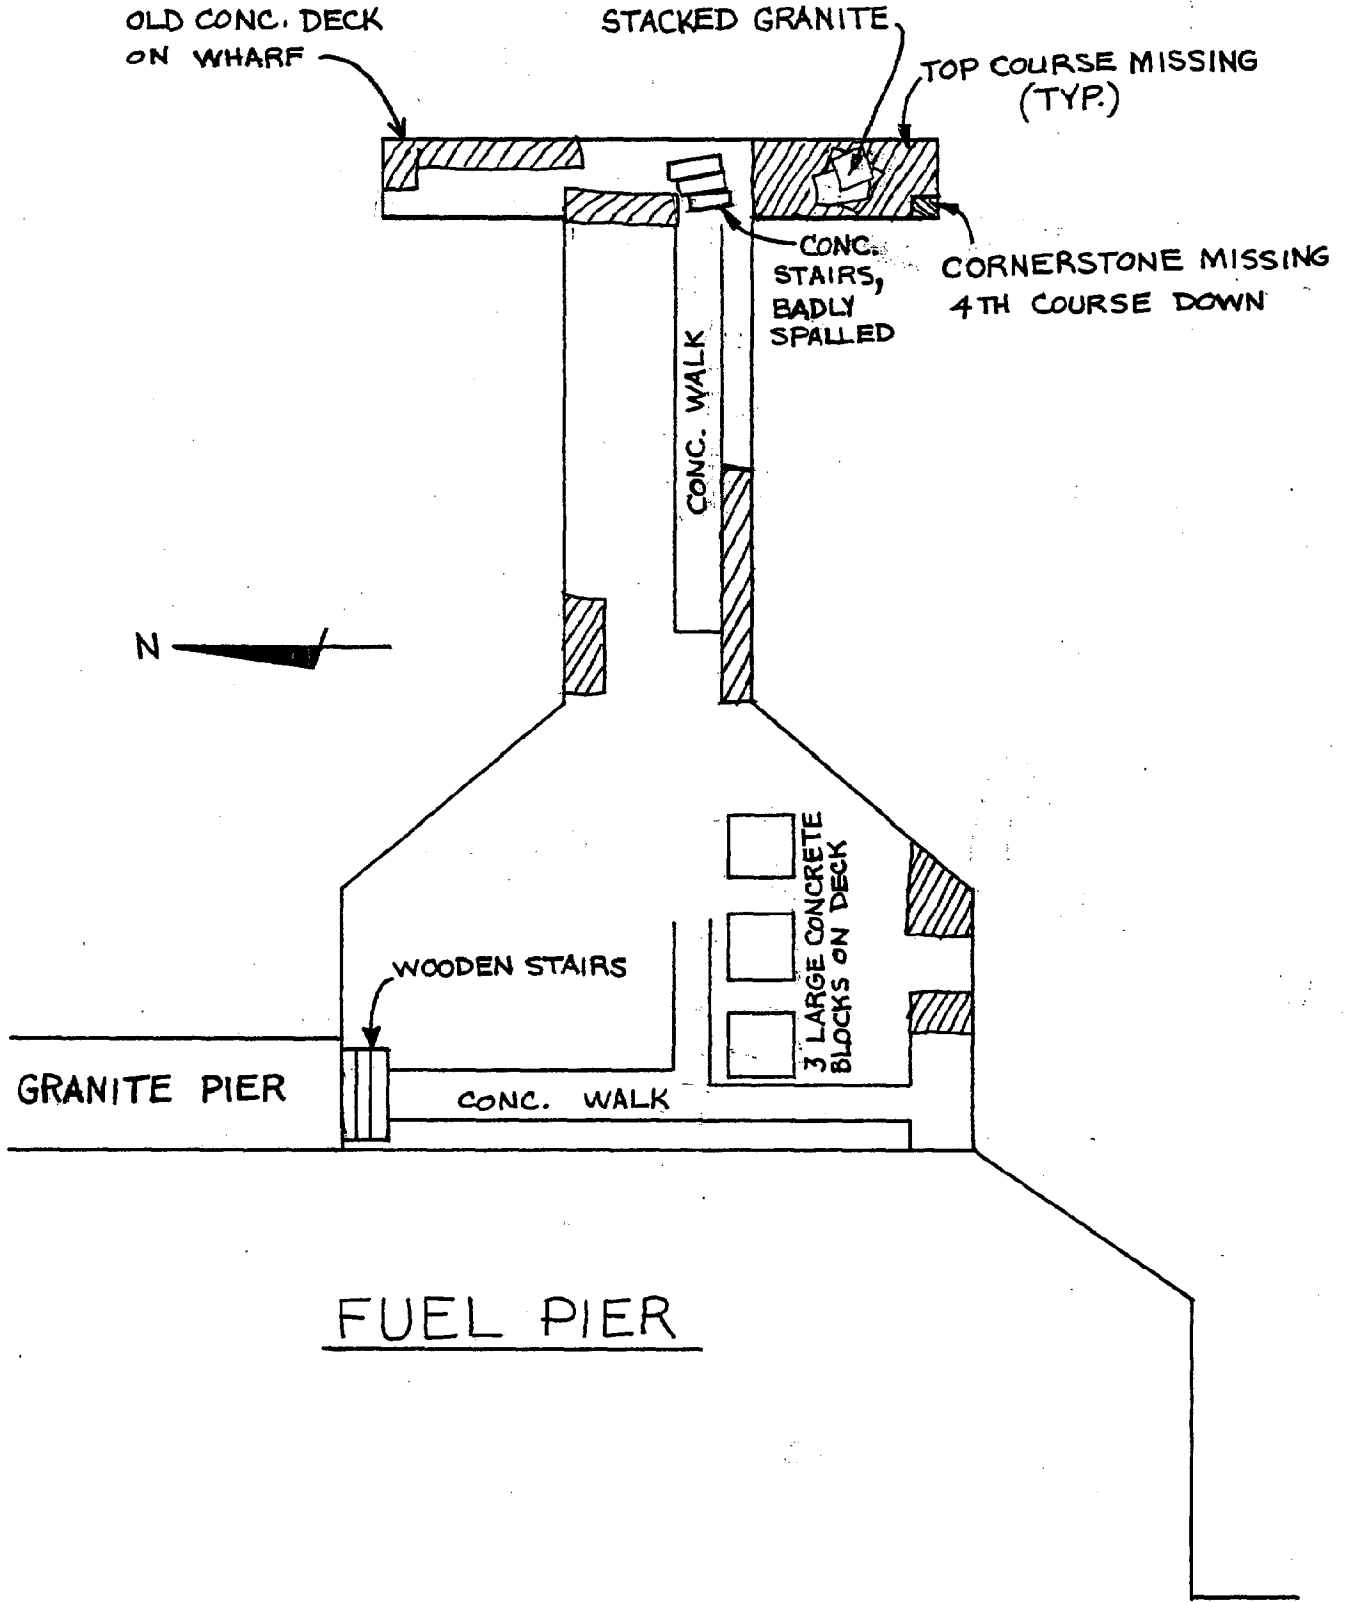 OLD CONC. DECK
ON WHARF
STACKED GRANITE
TOP COURSE MISSING
(TYP.)
CONC.
STAIRS,
BADLY
SPALLED
CORNERSTONE MISSING
4TH COURSE DOWN
CONC. WALK
N
3 LARGE CONCRETE
BLOCKS ON DECK
WOODEN STAIRS
GRANITE PIER
CONC. WALK
FUEL PIER